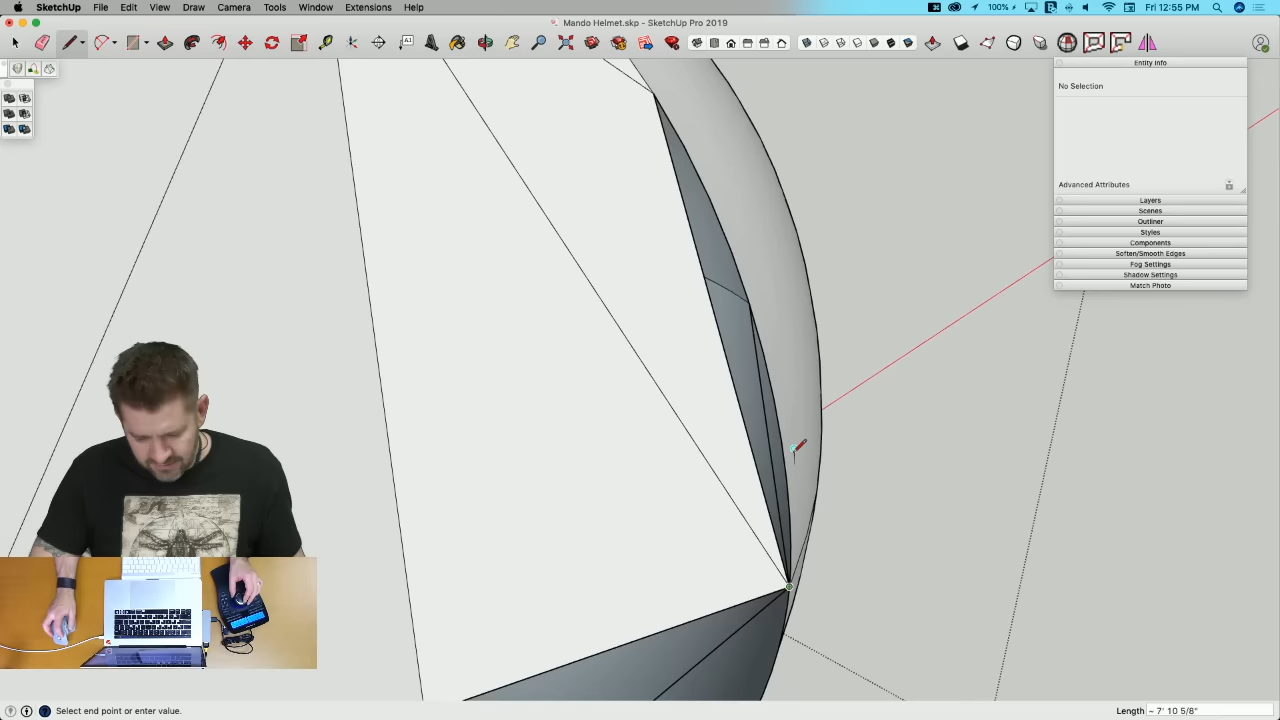 SketchUp File Edit View Draw Camera Tools Window Extensions Help
100% Fri 12:55 PM
Mando Helmet.skp - SketchUp Pro 2019
Entity Info
No Selection
Advanced Attributes
Layers
Scenes
Outliner
Styles
Components
Soften/Smooth Edges
Fog Settings
Shadow Settings
Match Photo
Select end point or enter value.
Length ~ 7' 10 5/8"